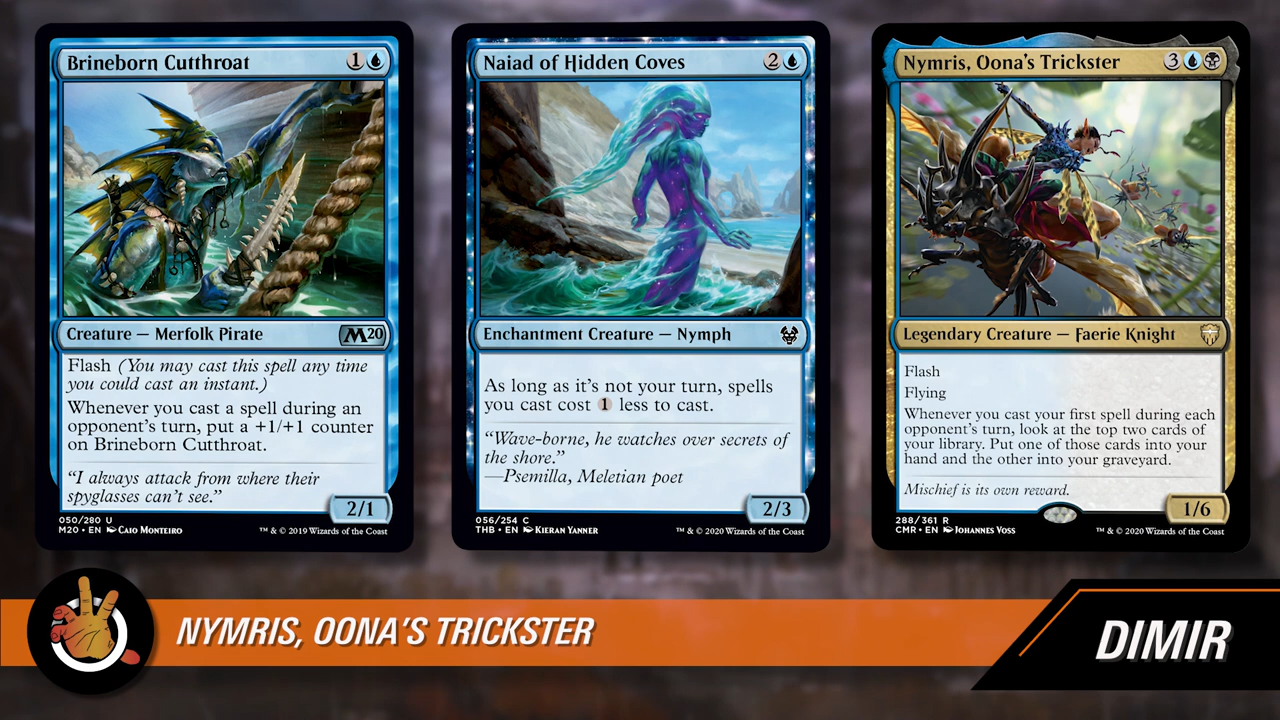 Brineborn Cutthroat 1
Creature — Merfolk Pirate M20
Flash (You may cast this spell any time
you could cast an instant.)
Whenever you cast a spell during an
opponent's turn, put a +1/+1 counter
on Brineborn Cutthroat.
"I always attack from where their
spyglasses can't see."
2/1
050/280 U
M20 • EN Caio Monteiro ™ & © 2019 Wizards of the Coast
Naiad of Hidden Coves 2
Enchantment Creature — Nymph
As long as it's not your turn, spells
you cast cost 1 less to cast.
"Wave-borne, he watches over secrets of
the shore."
—Psemilla, Meletian poet
2/3
056/254 C
THB • EN Kieran Yanner ™ & © 2020 Wizards of the Coast
Nymris, Oona's Trickster 3
Legendary Creature — Faerie Knight
Flash
Flying
Whenever you cast your first spell during each
opponent's turn, look at the top two cards of
your library. Put one of those cards into your
hand and the other into your graveyard.
Mischief is its own reward.
1/6
288/361 R
CMR • EN Johannes Voss ™ & © 2020 Wizards of the Coast
NYMRIS, OONA'S TRICKSTER
DIMIR